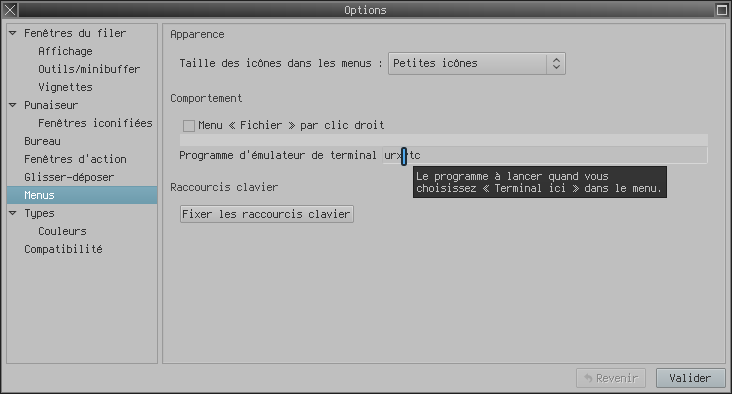 Options
Fenêtres du filer
Affichage
Outils/minibuffer
Vignettes
Punaiseur
Fenêtres iconifiées
Bureau
Fenêtres d'action
Glisser-déposer
Menus
Types
Couleurs
Compatibilité
Apparence
Taille des icônes dans les menus : Petites icônes
Comportement
Menu « Fichier » par clic droit
Programme d'émulateur de terminal
Le programme à lancer quand vous
choisissez « Terminal ici » dans le menu.
Raccourcis clavier
Fixer les raccourcis clavier
Revenir
Valider